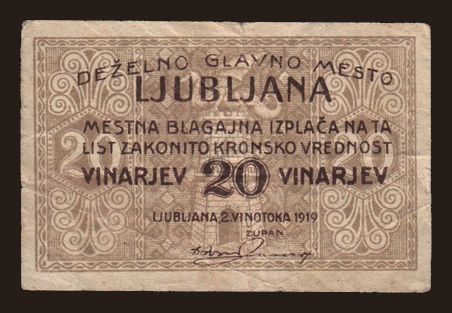 DEŽELNO GLAVNO MESTO
LJUBLJANA
MESTNA BLAGAJNA IZPLAČA NA TA
LIST ZAKONITO KRONSKO VREDNOST
20 20
VINARJEV 20 VINARJEV
LJUBLJANA, 2. VINOTOKA 1919
ŽUPAN